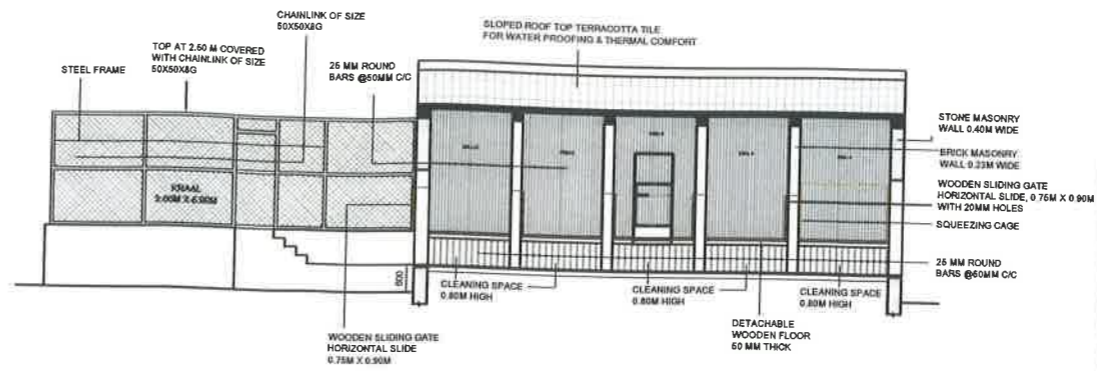 CHAINLINK OF SIZE
50X50X8G
SLOPED ROOF TOP TERRACOTTA TILE
FOR WATER PROOFING & THERMAL COMFORT
TOP AT 2.50 M COVERED
WITH CHAINLINK OF SIZE
50X50X8G
STEEL FRAME
25 MM ROUND
BARS @50MM C/C
STONE MASONRY
WALL 0.40M WIDE
BRICK MASONRY
WALL 0.23M WIDE
WOODEN SLIDING GATE
HORIZONTAL SLIDE, 0.75M X 0.90M
WITH 20MM HOLES
SQUEEZING CAGE
KRAAL
25 MM ROUND
BARS @50MM C/C
600
CLEANING SPACE
0.80M HIGH
CLEANING SPACE
0.80M HIGH
CLEANING SPACE
0.80M HIGH
DETACHABLE
WOODEN FLOOR
50 MM THICK
WOODEN SLIDING GATE
HORIZONTAL SLIDE
0.75M X 0.90M